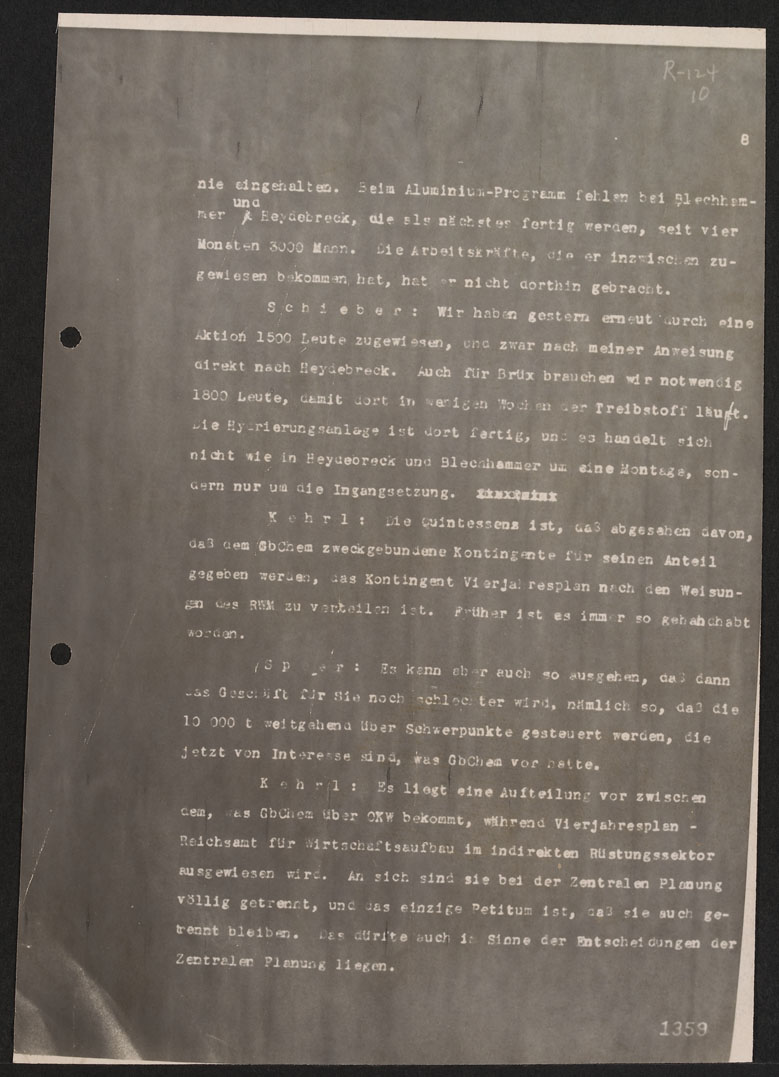 R-124
10
8
nie eingehalten. Beim Aluminium-Programm fehlen bei Blechham-
und
mer Heydebreck, die als nächstes fertig werden, seit vier
Monaten 3000 Mann. Die Arbeitskräfte, die er inzwischen zu-
gewiesen bekommen hat, hat er nicht dorthin gebracht.
S c h i e b e r : Wir haben gestern erneut durch eine
Aktion 1500 Leute zugewiesen, und zwar nach meiner Anweisung
direkt nach Heydebreck. Auch für Brüx brauchen wir notwendig
1800 Leute, damit dort in wenigen Wochen der Treibstoff läuft.
Die Hydrierungsanlage ist dort fertig, und es handelt sich
nicht wie in Heydebreck und Blechhammer um eine Montage, son-
dern nur um die Ingangsetzung.
K e h r l : Die Quintessenz ist, daß abgesehen davon,
daß dem GbChem zweckgebundene Kontingente für seinen Anteil
gegeben werden, das Kontingent Vierjahresplan nach den Weisun-
gen des RWM zu verteilen ist. Früher ist es immer so gehahdhabt
worden.
S p e e r : Es kann aber auch so ausgehen, daß dann
das Geschäft für Sie noch schlechter wird, nämlich so, daß die
10 000 t weitgehend über Schwerpunkte gesteuert werden, die
jetzt von Interesse sind, was GbChem vor hatte.
K e h r l : Es liegt eine Aufteilung vor zwischen
dem, was GbChem über OKW bekommt, während Vierjahresplan -
Reichsamt für Wirtschaftsaufbau im indirekten Rüstungssektor
ausgewiesen wird. An sich sind sie bei der Zentralen Planung
völlig getrennt, und das einzige Petitum ist, daß sie auch ge-
trennt bleiben. Das dürfte auch im Sinne der Entscheidungen der
Zentralen Planung liegen.
1359